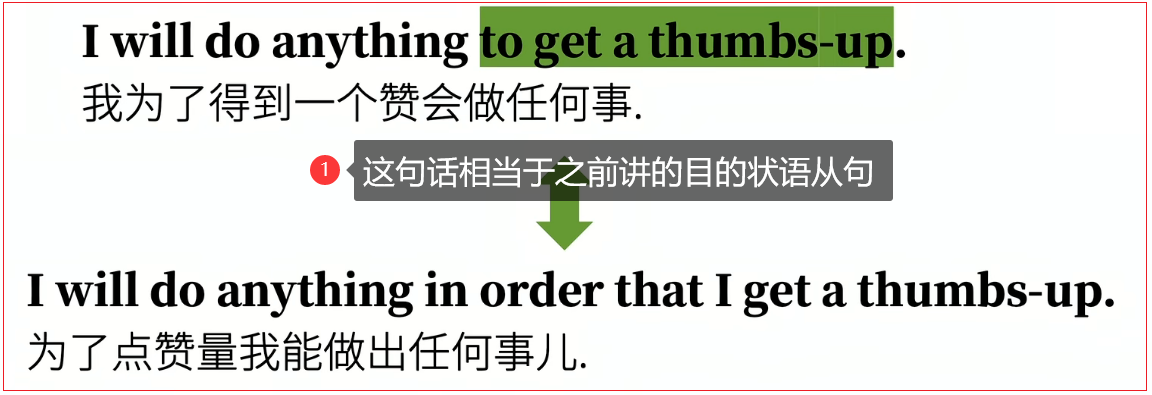 I will do anything to get a thumbs-up.
我为了得到一个赞会做任何事.
1 这句话相当于之前讲的目的状语从句
I will do anything in order that I get a thumbs-up.
为了点赞量我能做出任何事儿.